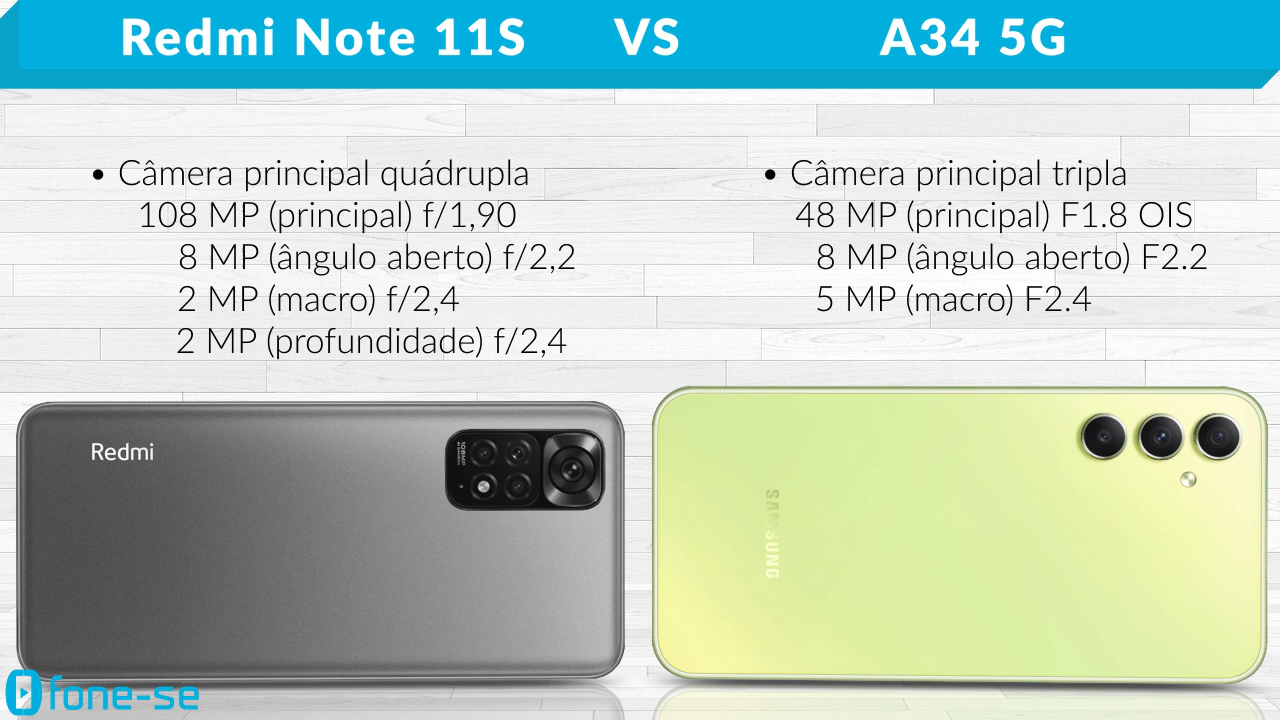 Redmi Note 11S VS A34 5G
• Câmera principal quádrupla
108 MP (principal) f/1,90
8 MP (ângulo aberto) f/2,2
2 MP (macro) f/2,4
2 MP (profundidade) f/2,4
• Câmera principal tripla
48 MP (principal) F1.8 OIS
8 MP (ângulo aberto) F2.2
5 MP (macro) F2.4
Redmi
108MP
SAMSUNG
fone-se